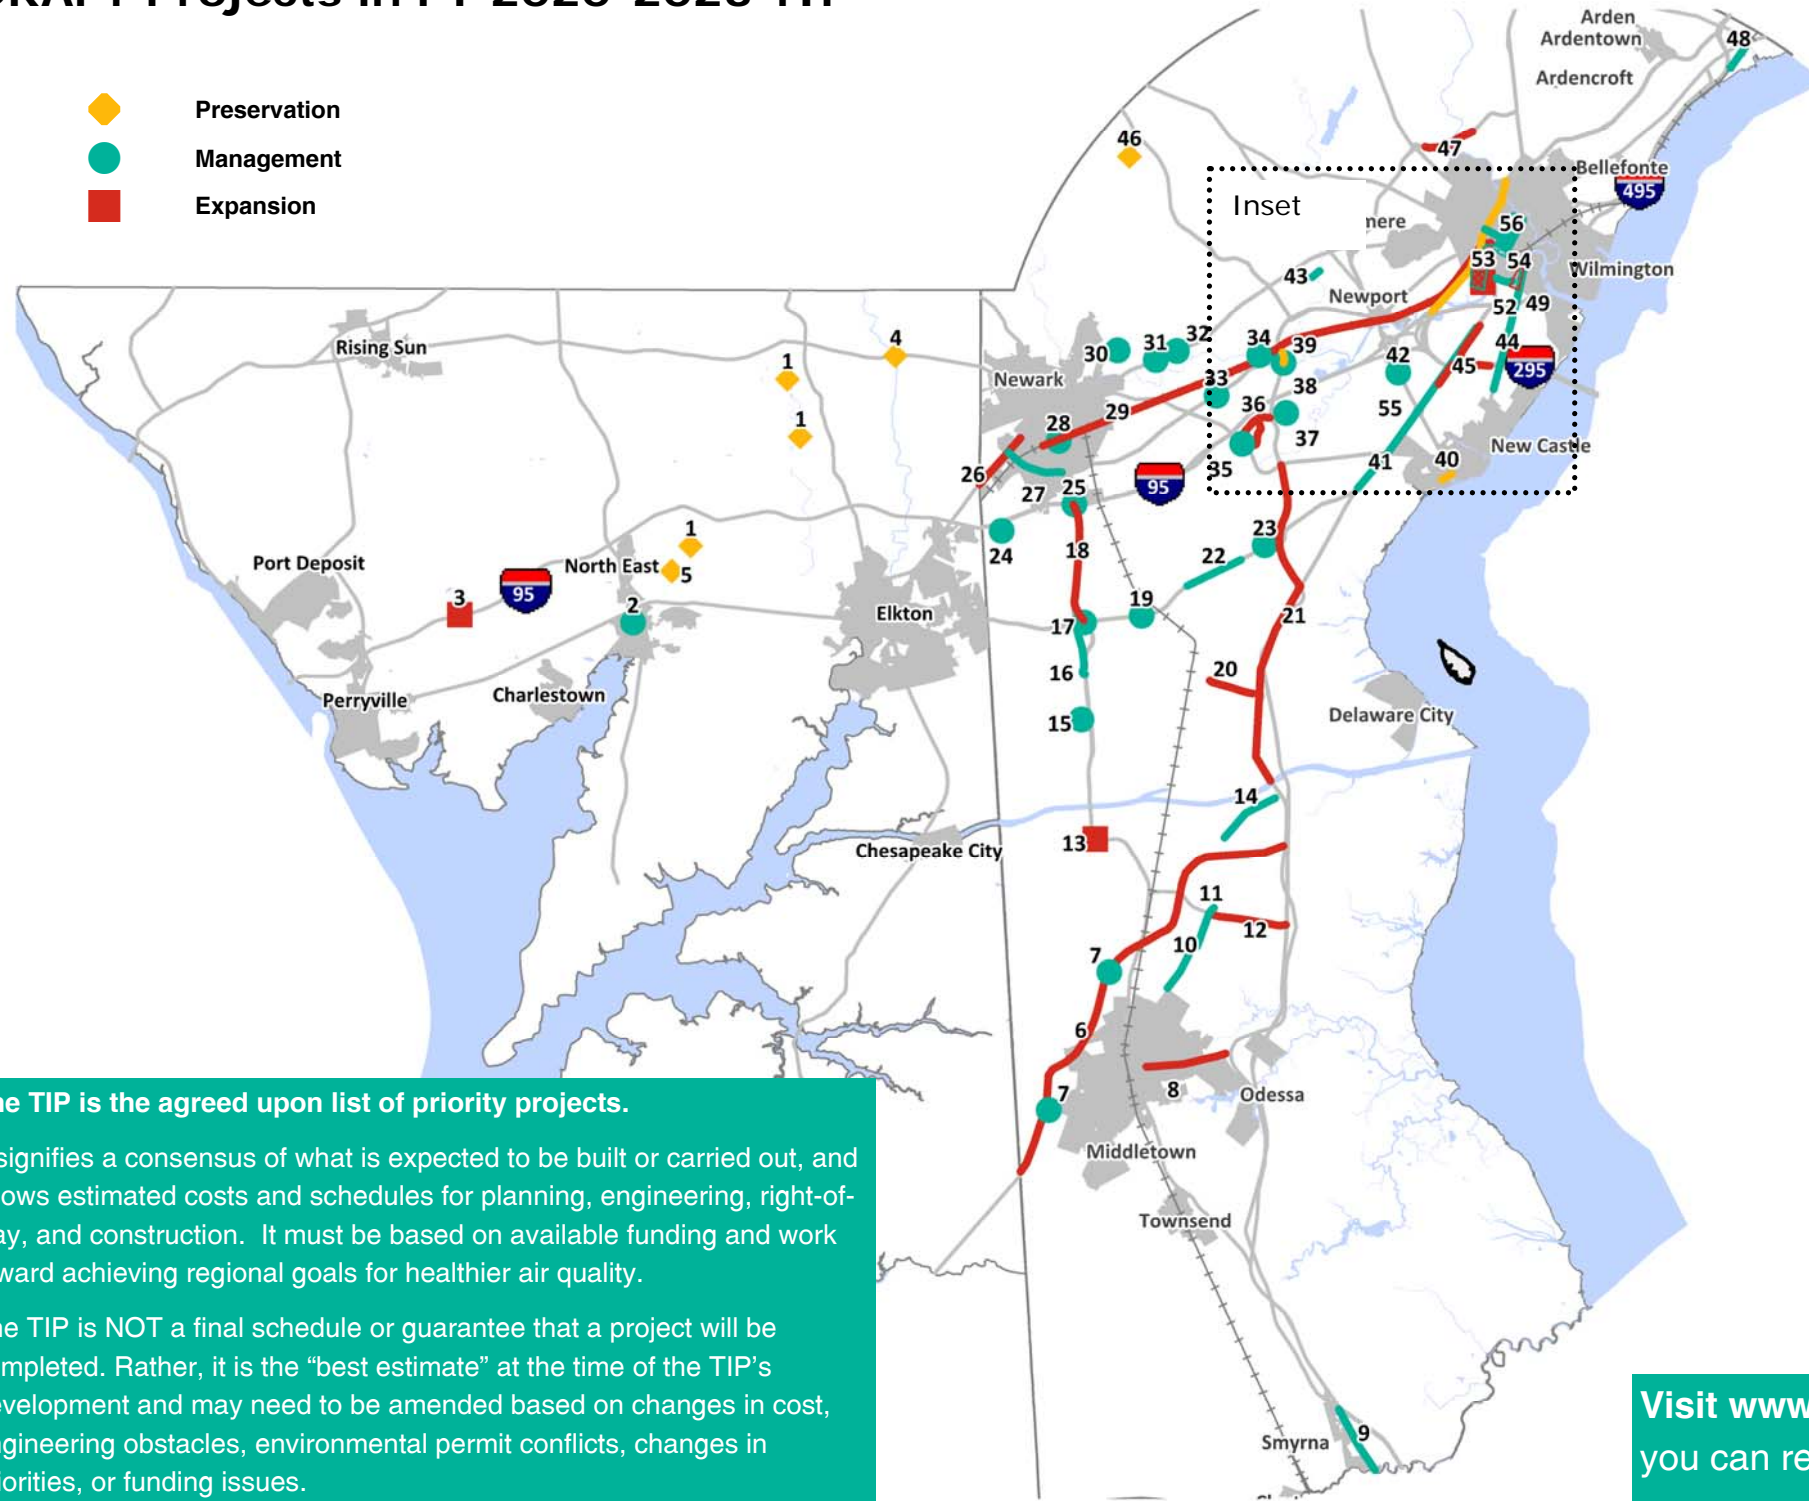 Projects in FY 2020-2023 TIP
Preservation
Management
Expansion
Arden
Ardentown
Ardencroft
48
46
47
Bellefonte
495
Inset
mere
56
53
54
Wilmington
43
Newport
52
49
Rising Sun
4
1
30
31
32
34
39
44
42
45
295
Newark
33
38
1
29
36
55
28
37
New Castle
26
35
41
40
27
25
95
1
24
18
23
22
Port Deposit
North East
5
95
3
2
Elkton
19
17
21
16
20
Perryville
Charlestown
15
Delaware City
14
13
Chesapeake City
11
12
10
7
6
8
7
Odessa
Middletown
Townsend
9
Smyrna
TIP is the agreed upon list of priority projects.
signifies a consensus of what is expected to be built or carried out, and
estimated costs and schedules for planning, engineering, right-of-
and construction. It must be based on available funding and work
achieving regional goals for healthier air quality.
TIP is NOT a final schedule or guarantee that a project will be
Rather, it is the “best estimate” at the time of the TIP’s
and may need to be amended based on changes in cost,
obstacles, environmental permit conflicts, changes in
or funding issues.
Visit www
you can re